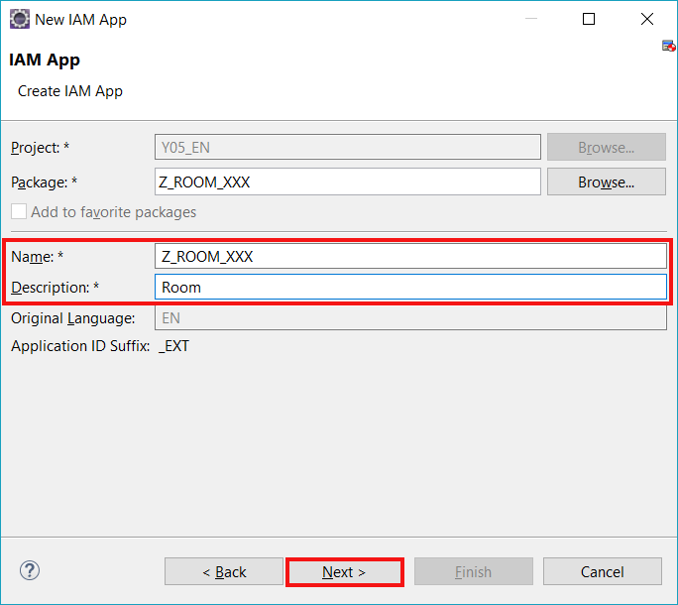 New IAM App
IAM App
Create IAM App
Project: * Y05_EN Browse...
Package: * Z_ROOM_XXX Browse...
Add to favorite packages
Name: * Z_ROOM_XXX
Description: * Room
Original Language: EN
Application ID Suffix: _EXT
? < Back Next > Finish Cancel